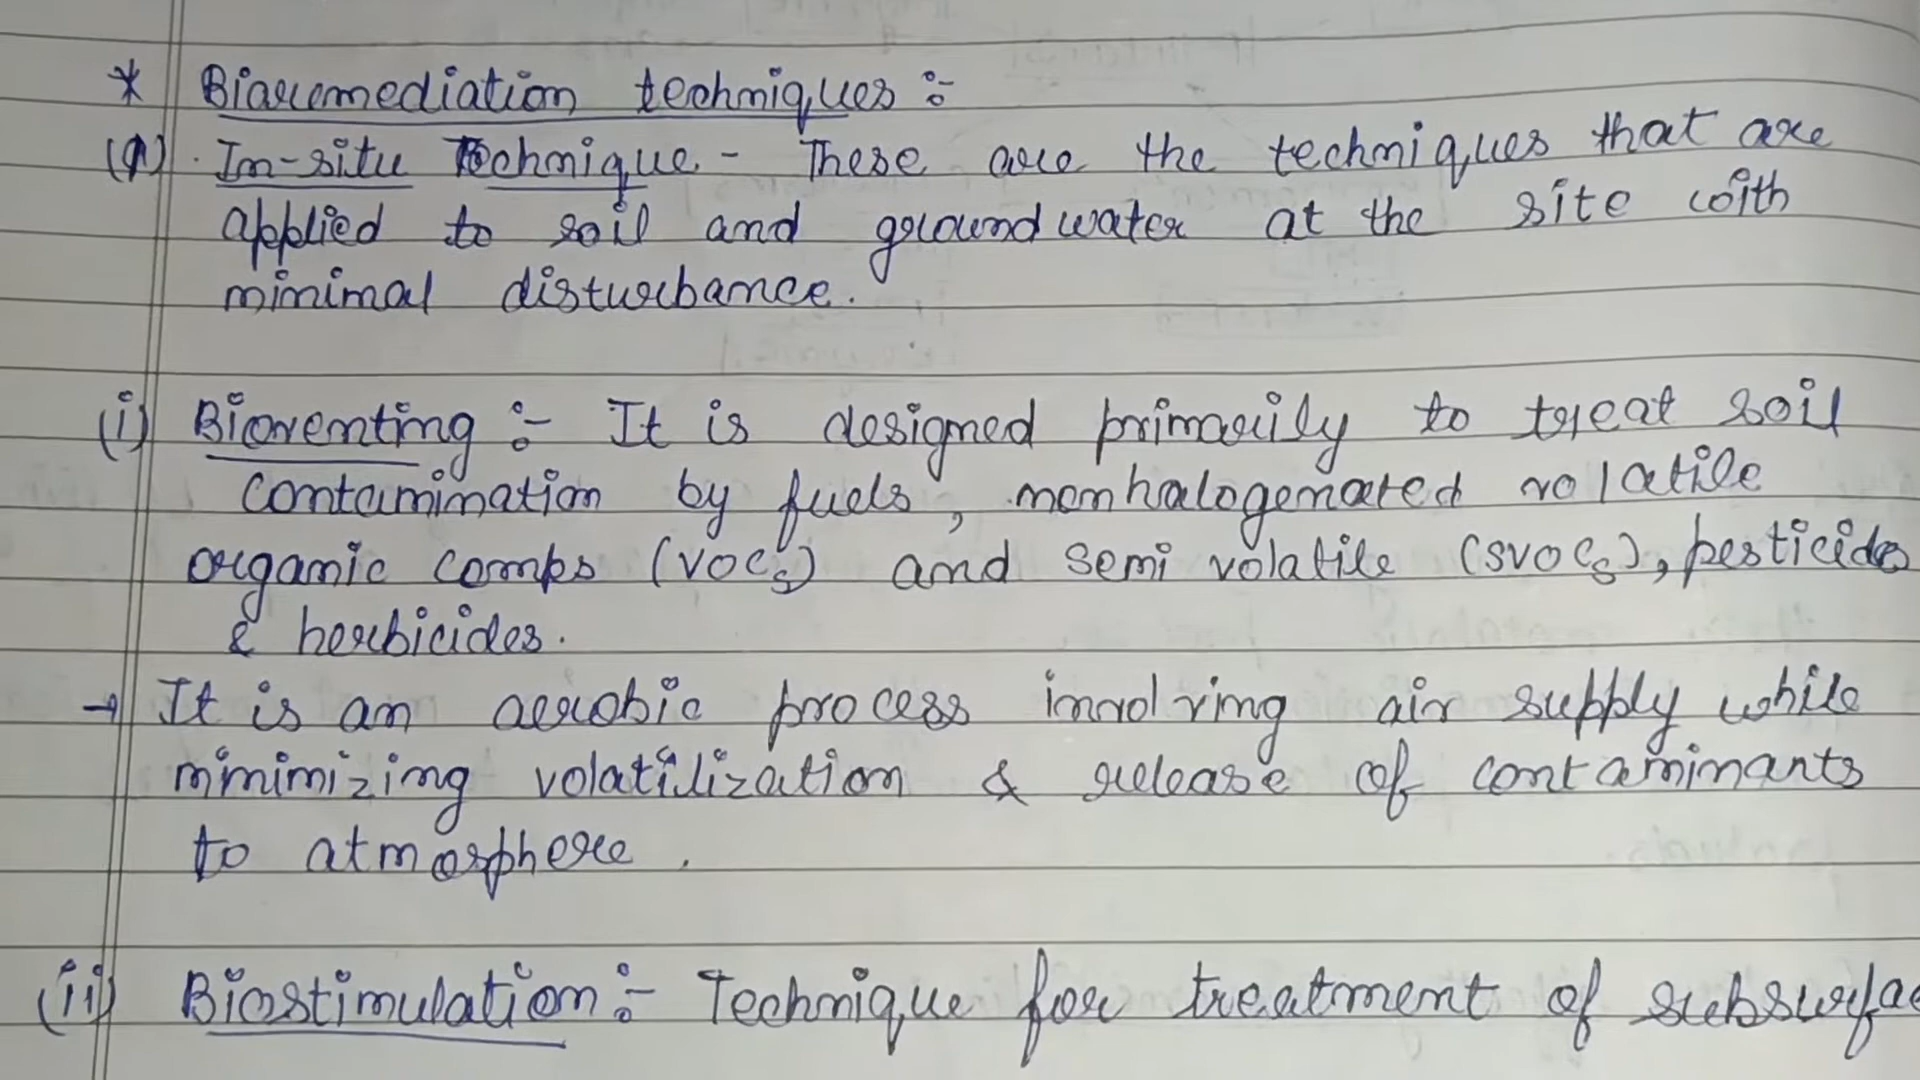 * Bioremediation techniques :-
(A). In-situ Technique - These are the techniques that are
applied to soil and groundwater at the site with
minimal disturbance.
(i) Bioventing :- It is designed primarily to treat soil
contamination by fuels, nonhalogenated volatile
organic comps (VOCs) and semi volatile (SVOCs), pesticides
& herbicides.
→ It is an aerobic process involving air supply while
minimizing volatilization & release of contaminants
to atmosphere.
(ii) Biostimulation :- Technique for treatment of subsurfac